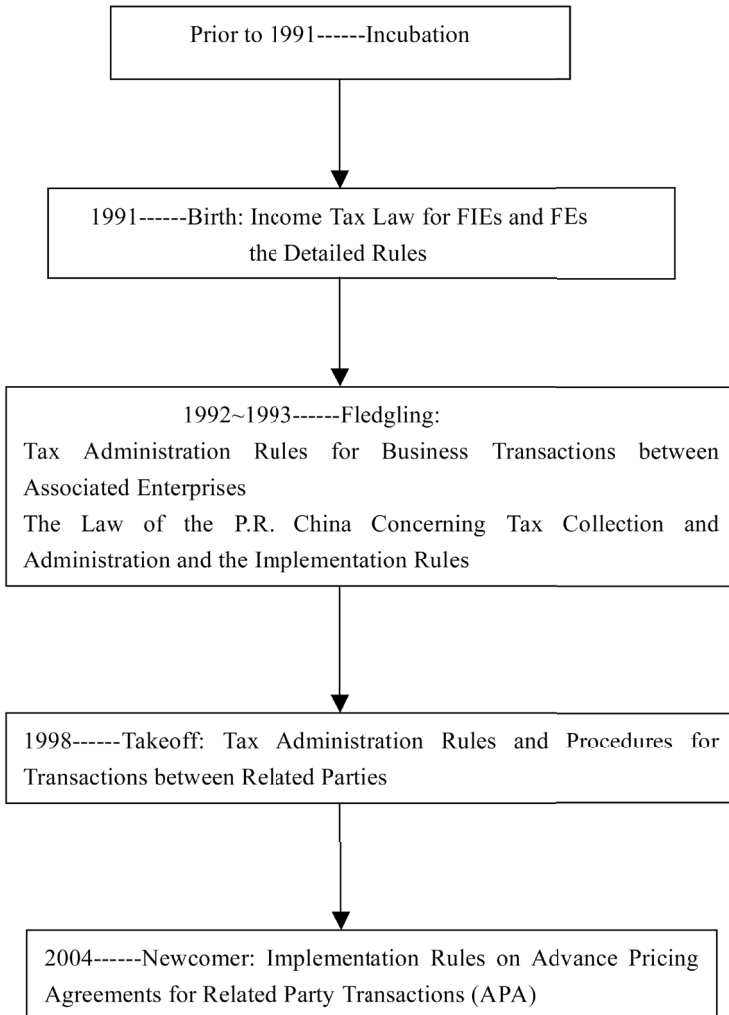 Prior to 1991------Incubation
1991------Birth: Income Tax Law for FIEs and FEs
the Detailed Rules
1992~1993------Fledgling:
Tax Administration Rules for Business Transactions between
Associated Enterprises
The Law of the P.R. China Concerning Tax Collection and
Administration and the Implementation Rules
1998------Takeoff: Tax Administration Rules and Procedures for
Transactions between Related Parties
2004------Newcomer: Implementation Rules on Advance Pricing
Agreements for Related Party Transactions (APA)